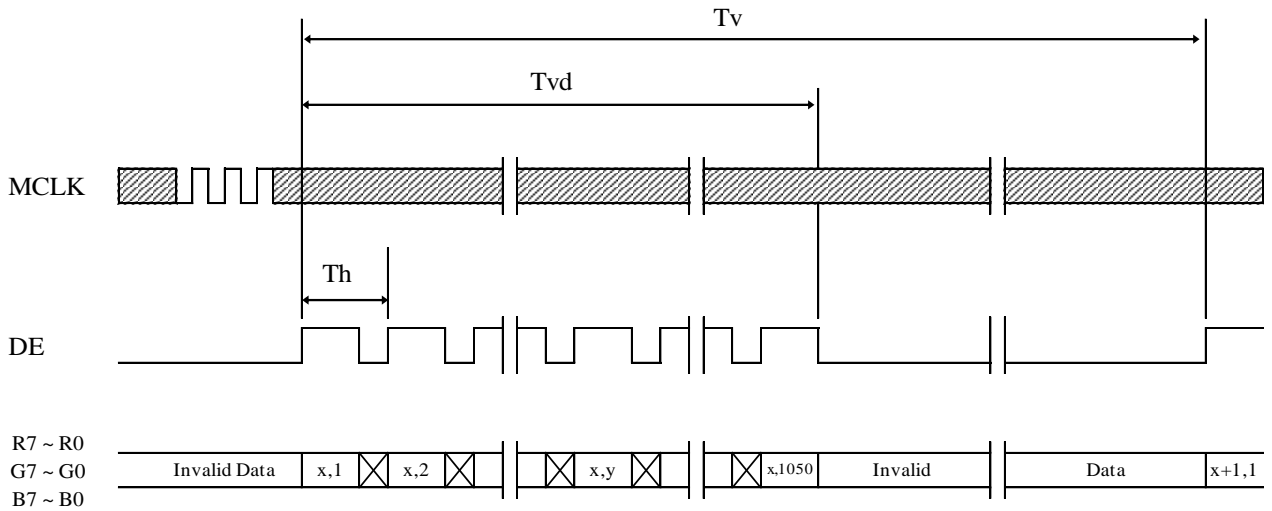 Tv
Tvd
MCLK
Th
DE
R7 ~ R0
G7 ~ G0
B7 ~ B0
Invalid Data x,1 x,2 x,y x,1050 Invalid Data x+1,1